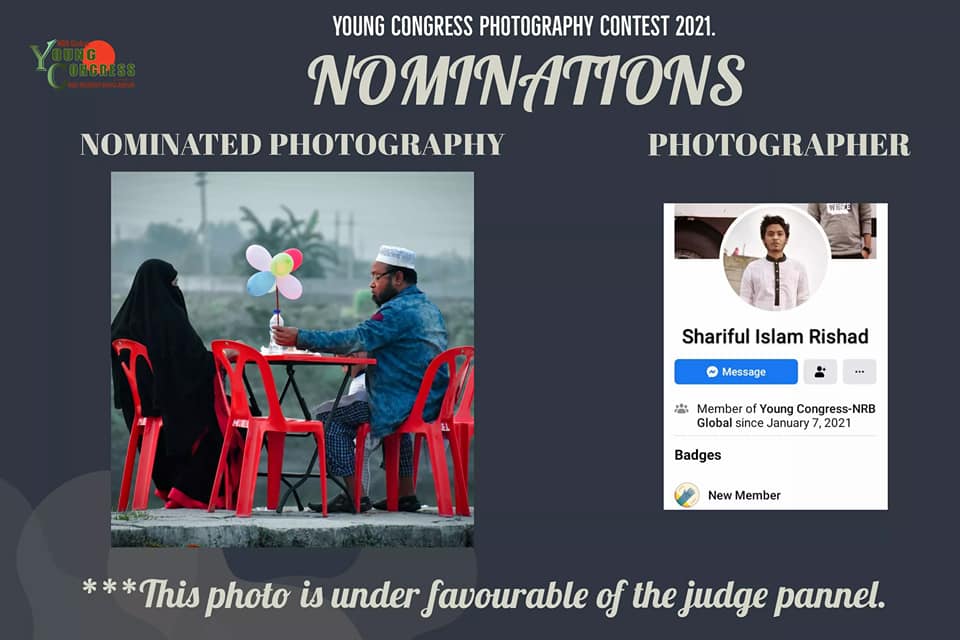 YOUNG CONGRESS PHOTOGRAPHY CONTEST 2021.
NOMINATIONS
YOUNG
CONGRESS
NOMINATED PHOTOGRAPHY
PHOTOGRAPHER
Shariful Islam Rishad
Message
Member of Young Congress-NRB
Global since January 7, 2021
Badges
New Member
***This photo is under favourable of the judge pannel.